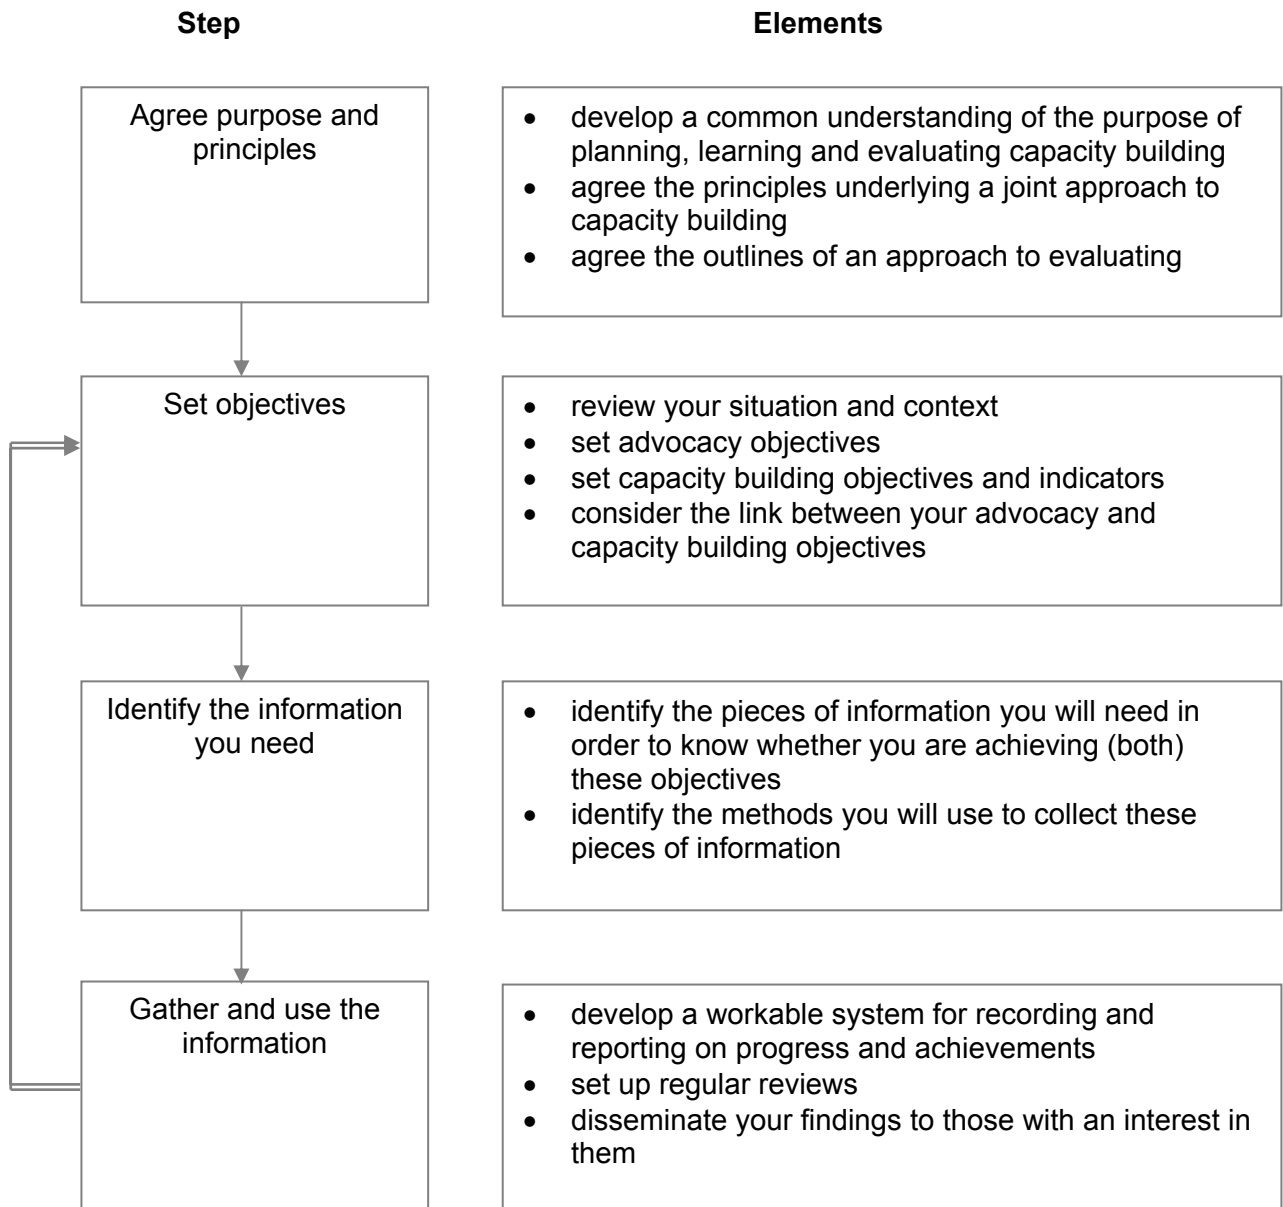 Step
Elements
Agree purpose and
principles
• develop a common understanding of the purpose of
planning, learning and evaluating capacity building
• agree the principles underlying a joint approach to
capacity building
• agree the outlines of an approach to evaluating
Set objectives
• review your situation and context
• set advocacy objectives
• set capacity building objectives and indicators
• consider the link between your advocacy and
capacity building objectives
Identify the information
you need
• identify the pieces of information you will need in
order to know whether you are achieving (both)
these objectives
• identify the methods you will use to collect these
pieces of information
Gather and use the
information
• develop a workable system for recording and
reporting on progress and achievements
• set up regular reviews
• disseminate your findings to those with an interest in
them